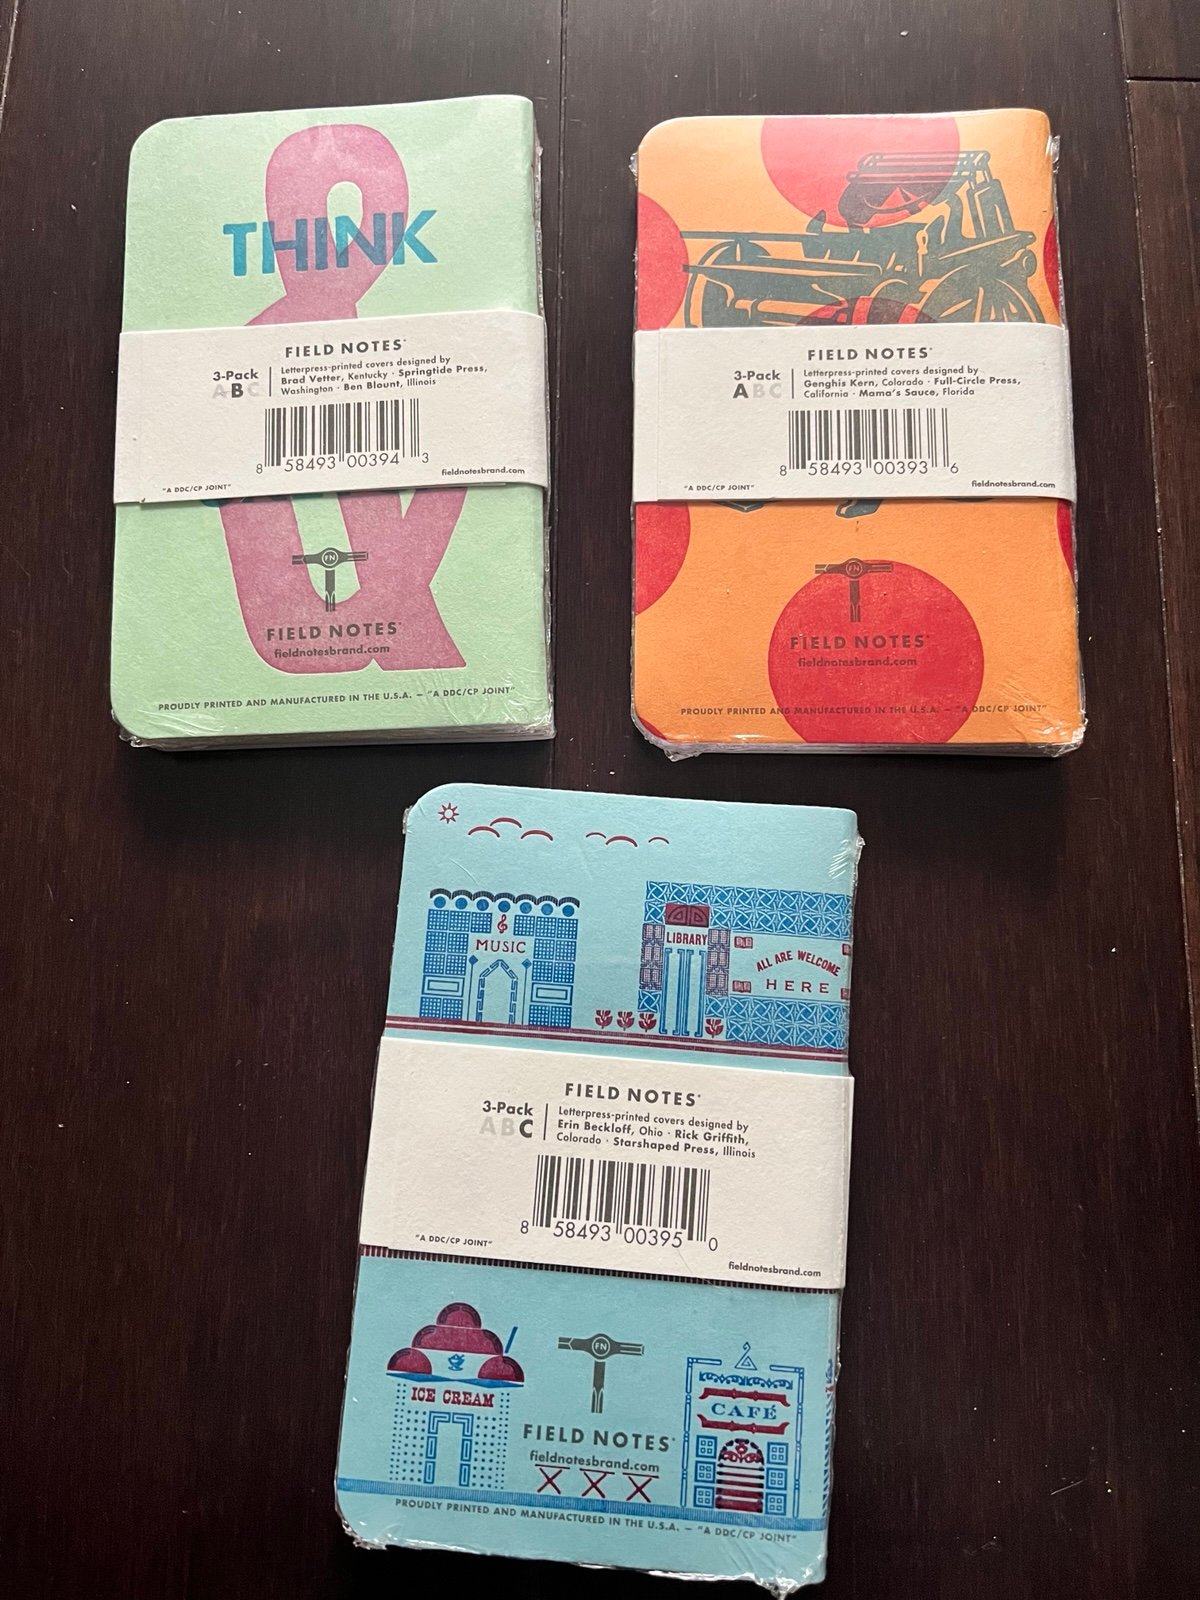 THINK
FIELD NOTES
3-Pack
ABC
Letterpress-printed covers designed by
Brad Vetter, Kentucky · Springtide Press,
Washington · Ben Blount, Illinois
8 58493 00394 3
fieldnotesbrand.com
"A DDC/CP JOINT"
FN
FIELD NOTES
fieldnotesbrand.com
PROUDLY PRINTED AND MANUFACTURED IN THE U.S.A. — "A DDC/CP JOINT"
FIELD NOTES
3-Pack
ABC
Letterpress-printed covers designed by
Genghis Kern, Colorado · Full-Circle Press,
California · Mama's Sauce, Florida
8 58493 00393 6
"A DDC/CP JOINT"
fieldnotesbrand.com
FN
FIELD NOTES
fieldnotesbrand.com
PROUDLY PRINTED AND MANUFACTURED IN THE U.S.A. — "A DDC/CP JOINT"
MUSIC
LIBRARY
ALL ARE WELCOME
HERE
FIELD NOTES
3-Pack
ABC
Letterpress-printed covers designed by
Erin Beckloff, Ohio · Rick Griffith,
Colorado · Starshaped Press, Illinois
8 58493 00395 0
"A DDC/CP JOINT"
fieldnotesbrand.com
ICE CREAM
FN
CAFÉ
FIELD NOTES
fieldnotesbrand.com
XXX
PROUDLY PRINTED AND MANUFACTURED IN THE U.S.A. — "A DDC/CP JOINT"